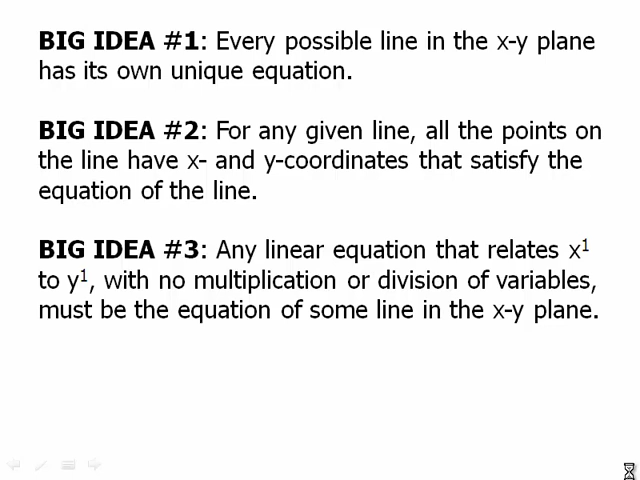 BIG IDEA #1: Every possible line in the x-y plane
has its own unique equation.
BIG IDEA #2: For any given line, all the points on
the line have x- and y-coordinates that satisfy the
equation of the line.
BIG IDEA #3: Any linear equation that relates x¹
to y¹, with no multiplication or division of variables,
must be the equation of some line in the x-y plane.